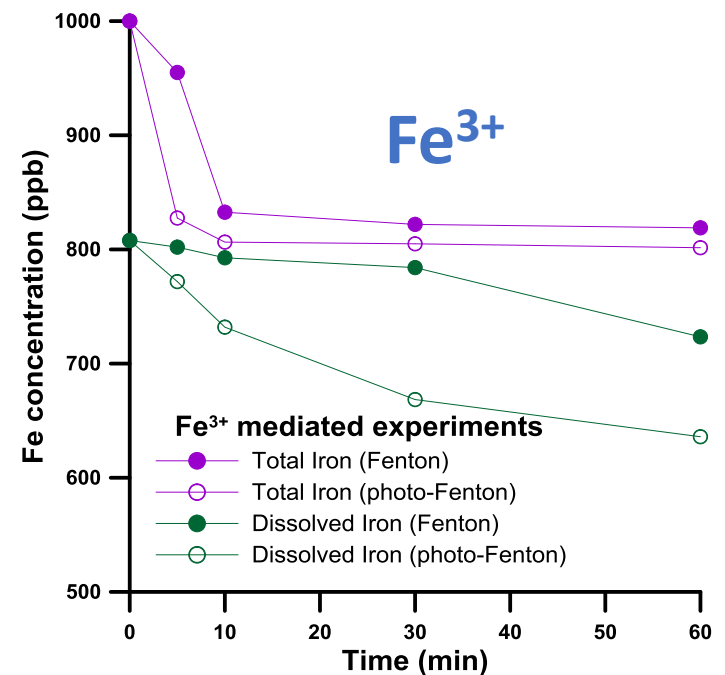 1000
900
800
700
600
500
Fe concentration (ppb)
Fe³⁺
Fe³⁺ mediated experiments
Total Iron (Fenton)
Total Iron (photo-Fenton)
Dissolved Iron (Fenton)
Dissolved Iron (photo-Fenton)
0 10 20 30 40 50 60
Time (min)